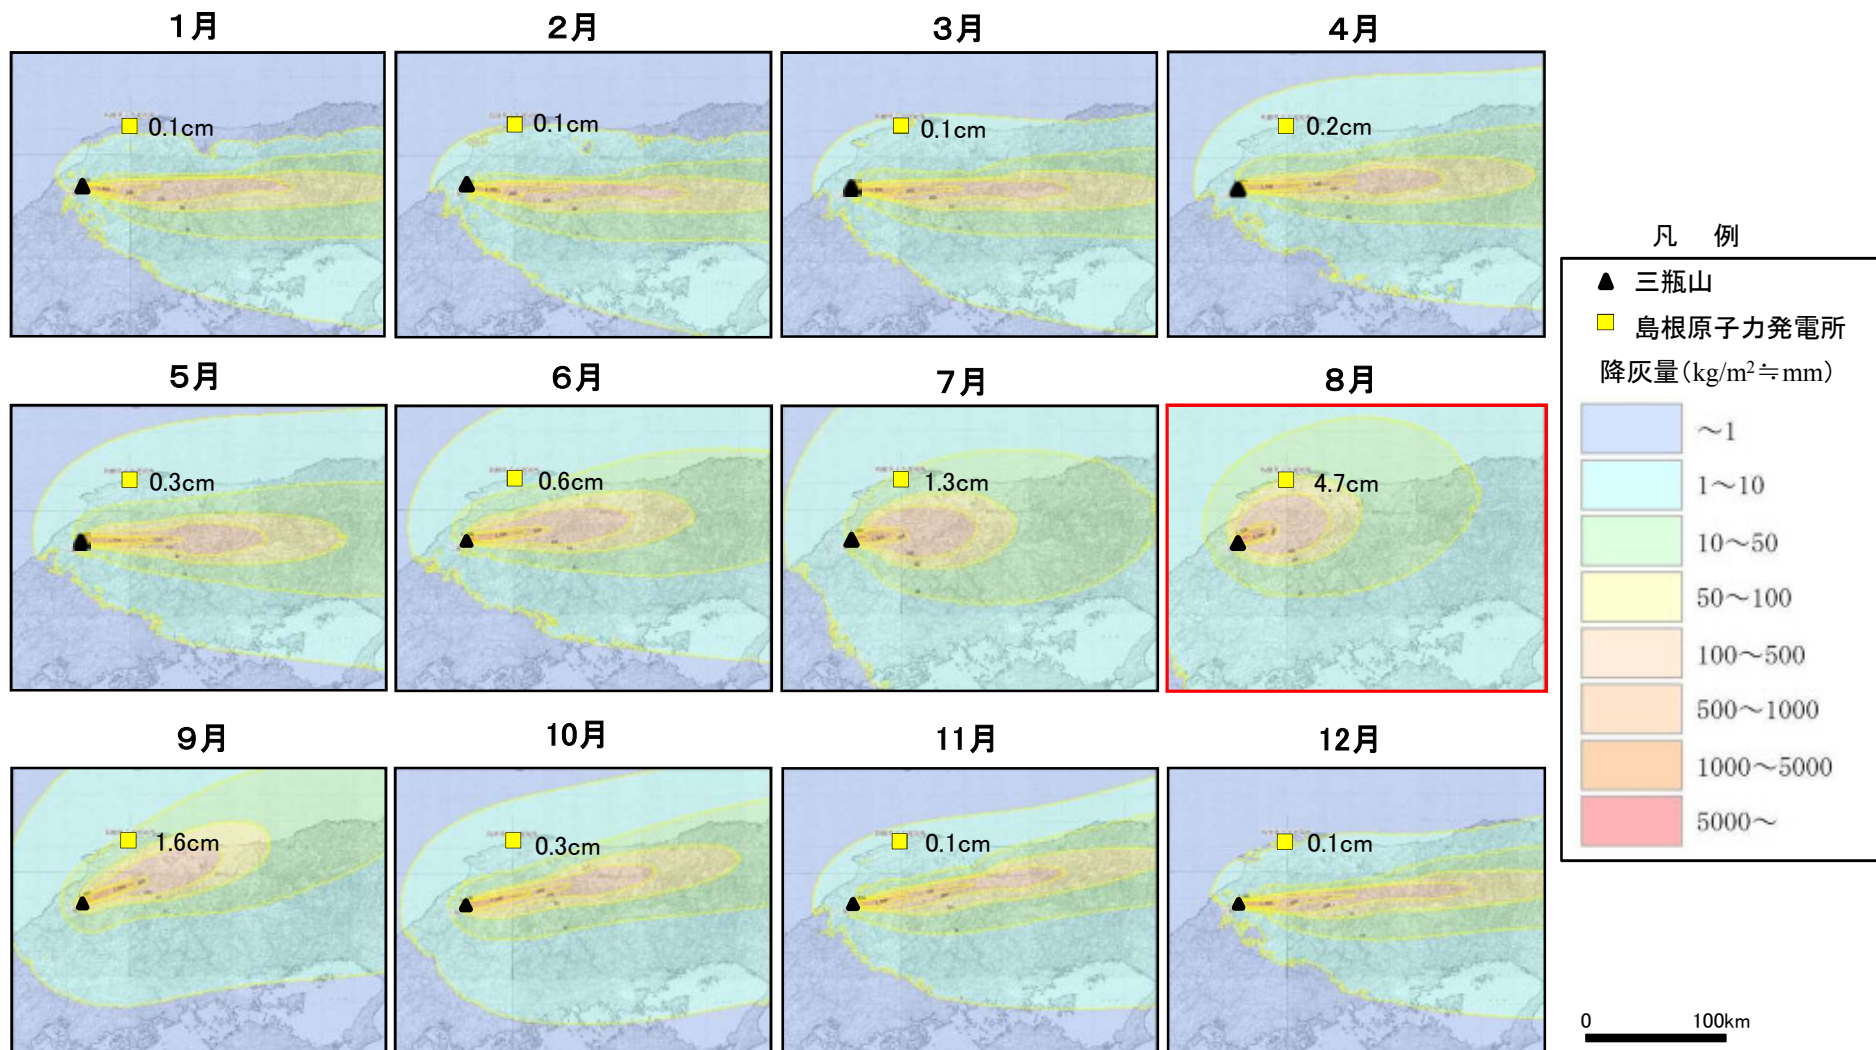 1月
2月
3月
4月
0.1cm
0.1cm
0.1cm
0.2cm
5月
6月
7月
8月
0.3cm
0.6cm
1.3cm
4.7cm
9月
10月
11月
12月
1.6cm
0.3cm
0.1cm
0.1cm
凡 例
三瓶山
島根原子力発電所
降灰量(kg/m²≒mm)
～1
1～10
10～50
50～100
100～500
500～1000
1000～5000
5000～
0 100km